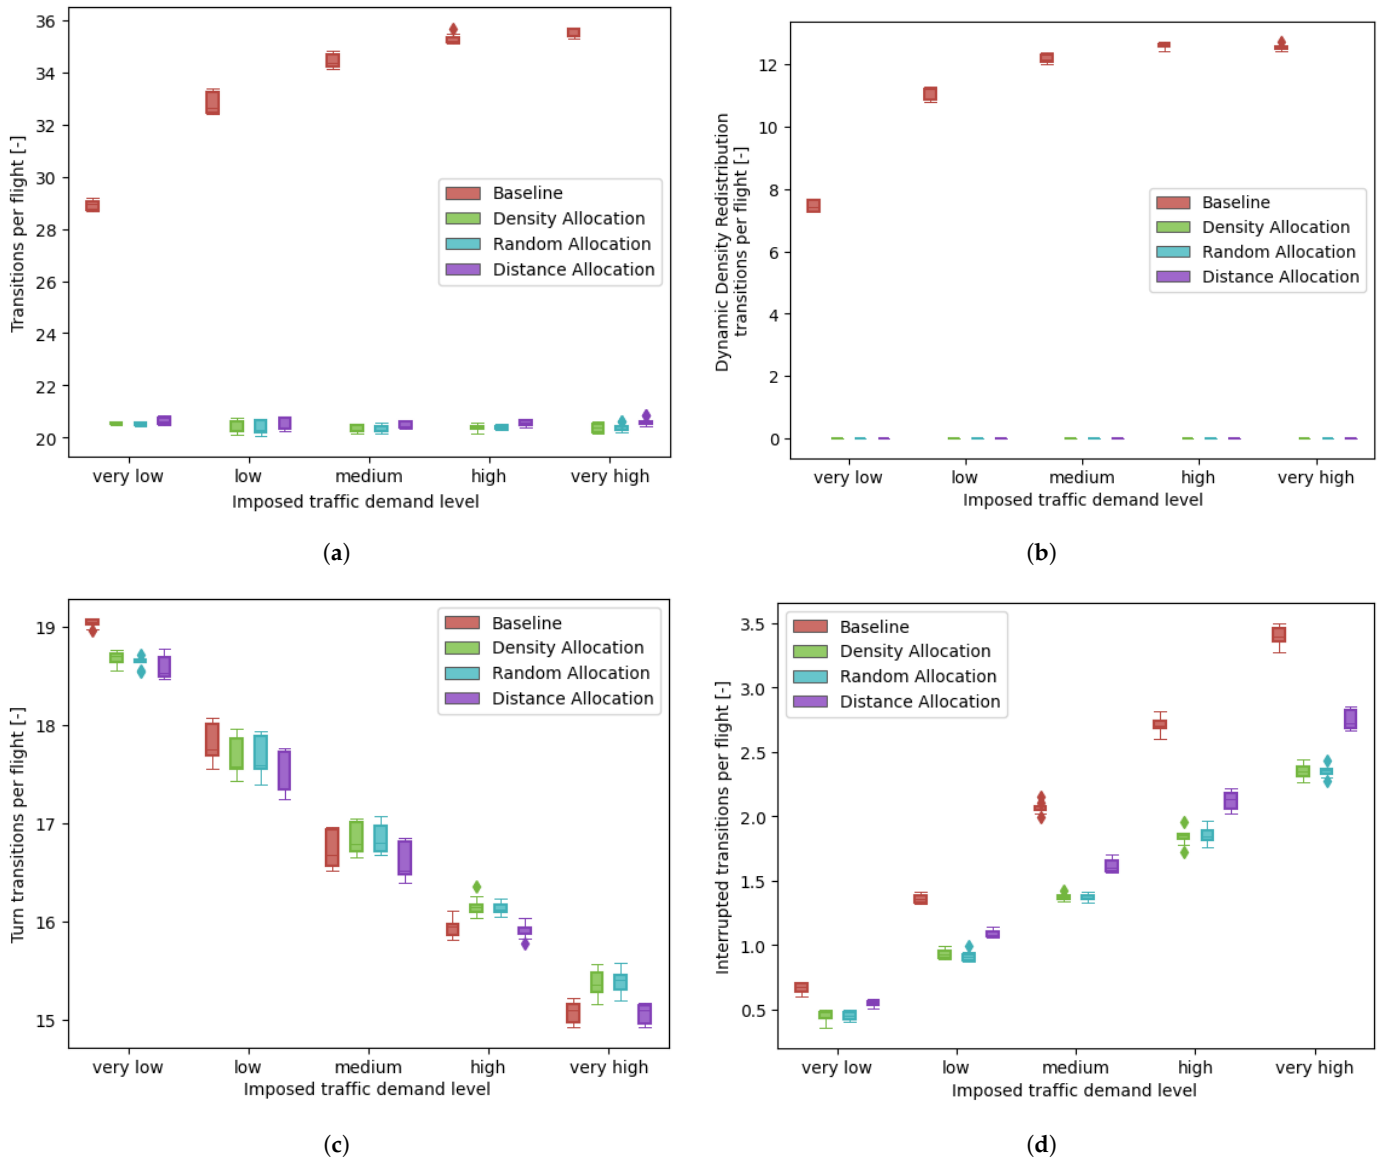 36
34
32
30
28
26
24
22
20
Transitions per flight [-]
Baseline
Density Allocation
Random Allocation
Distance Allocation
very low
low
medium
high
very high
Imposed traffic demand level
(a)
12
10
8
6
4
2
0
Dynamic Density Redistribution
transitions per flight [-]
Baseline
Density Allocation
Random Allocation
Distance Allocation
very low
low
medium
high
very high
Imposed traffic demand level
(b)
19
18
17
16
15
Turn transitions per flight [-]
Baseline
Density Allocation
Random Allocation
Distance Allocation
very low
low
medium
high
very high
Imposed traffic demand level
(c)
3.5
3.0
2.5
2.0
1.5
1.0
0.5
Interrupted transitions per flight [-]
Baseline
Density Allocation
Random Allocation
Distance Allocation
very low
low
medium
high
very high
Imposed traffic demand level
(d)